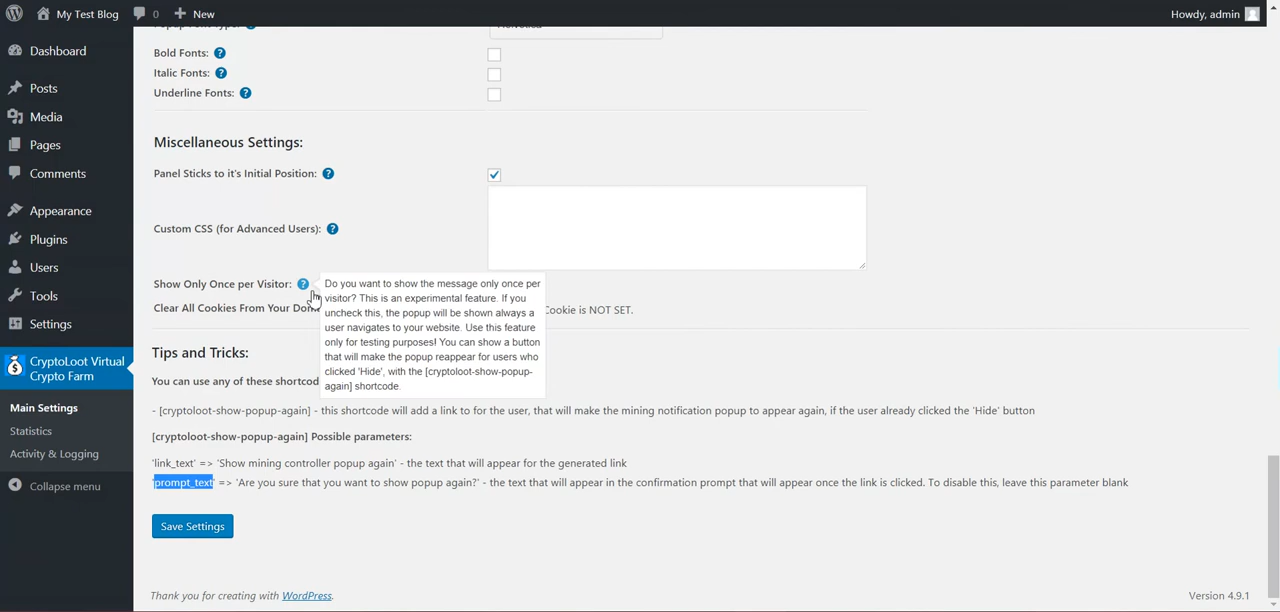 My Test Blog 0 New Howdy, admin
Dashboard
Posts
Media
Pages
Comments
Appearance
Plugins
Users
Tools
Settings
CryptoLoot Virtual
Crypto Farm
Main Settings
Statistics
Activity & Logging
Collapse menu
Bold Fonts: ?
Italic Fonts: ?
Underline Fonts: ?
Miscellaneous Settings:
Panel Sticks to it's Initial Position: ?
Custom CSS (for Advanced Users): ?
Show Only Once per Visitor: ?
Do you want to show the message only once per
visitor? This is an experimental feature. If you
uncheck this, the popup will be shown always a
user navigates to your website. Use this feature
only for testing purposes! You can show a button
that will make the popup reappear for users who
clicked 'Hide', with the [cryptoloot-show-popup-
again] shortcode.
Clear All Cookies From Your Cookie is NOT SET.
Tips and Tricks:
You can use any of these
- [cryptoloot-show-popup-again] - this shortcode will add a link to for the user, that will make the mining notification popup to appear again, if the user already clicked the 'Hide' button
[cryptoloot-show-popup-again] Possible parameters:
'link_text' => 'Show mining controller popup again' - the text that will appear for the generated link
'prompt_text' => 'Are you sure that you want to show popup again?' - the text that will appear in the confirmation prompt that will appear once the link is clicked. To disable this, leave this parameter blank
Save Settings
Thank you for creating with WordPress. Version 4.9.1